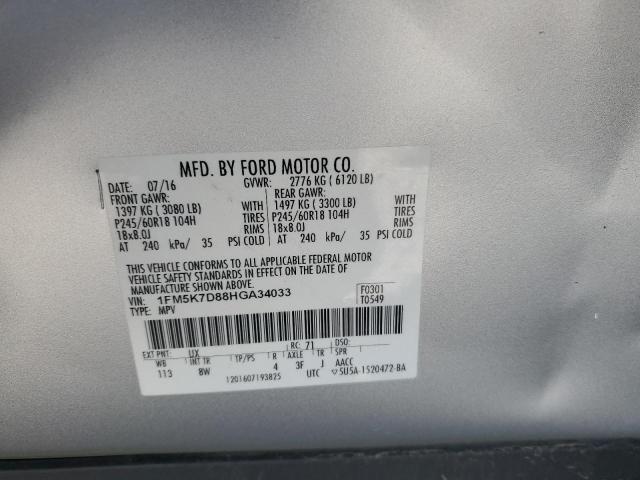 MFD. BY FORD MOTOR CO.
DATE: 07/16 GVWR: 2776 KG ( 6120 LB)
FRONT GAWR: REAR GAWR:
1397 KG ( 3080 LB) WITH 1497 KG ( 3300 LB) WITH
P245/60R18 104H TIRES P245/60R18 104H TIRES
18x8.0J RIMS 18x8.0J RIMS
AT 240 kPa/ 35 PSI COLD AT 240 kPa/ 35 PSI COLD
THIS VEHICLE CONFORMS TO ALL APPLICABLE FEDERAL MOTOR
VEHICLE SAFETY STANDARDS IN EFFECT ON THE DATE OF
MANUFACTURE SHOWN ABOVE.
VIN: 1FM5K7D88HGA34033 F0301
TYPE: MPV T0549
EXT PNT: UX RC: 71 DSO:
WB INT TR TP/PS R AXLE TR SPR
113 8W 4 3F J AACC
1201607193825 UTC 5U5A-1520472-BA